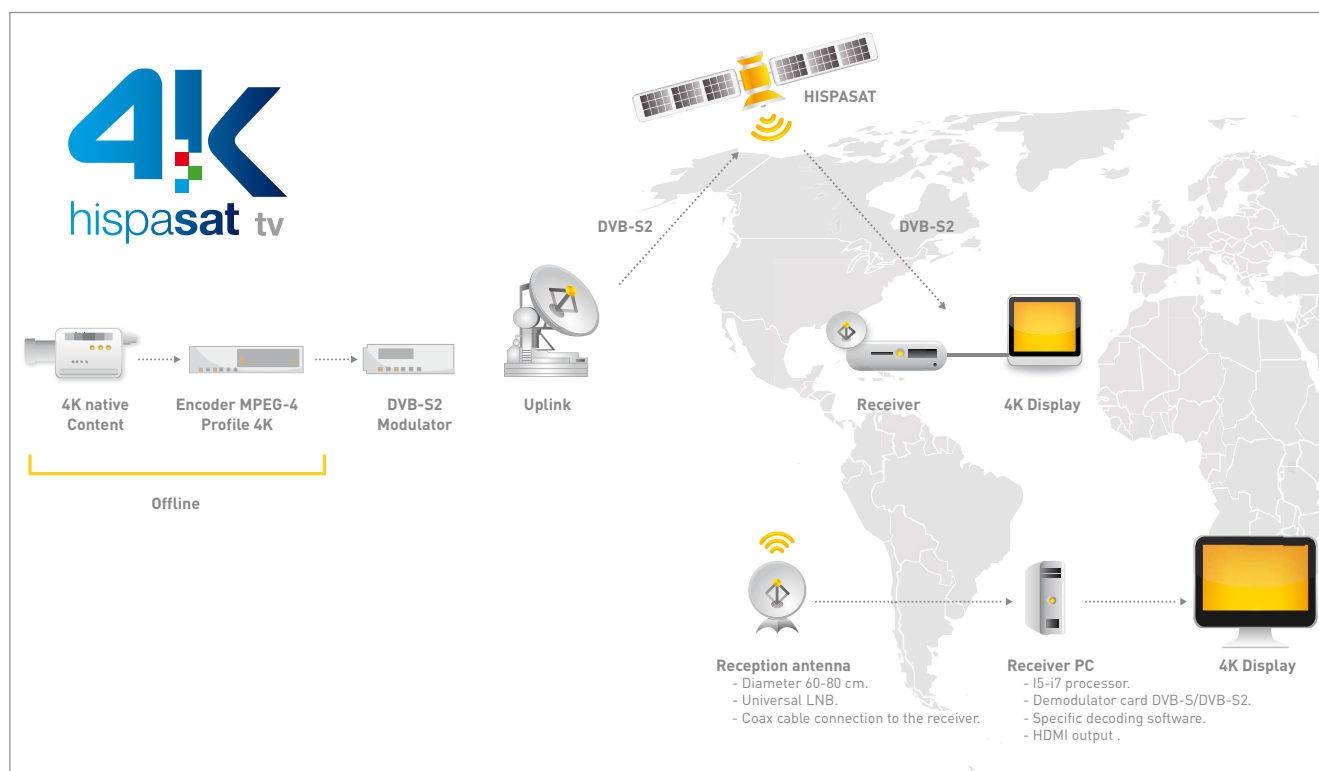 4K
hispasat tv
HISPASAT
DVB-S2
DVB-S2
4K native
Content
Encoder MPEG-4
Profile 4K
DVB-S2
Modulator
Uplink
Receiver
4K Display
Offline
Reception antenna
- Diameter 60-80 cm.
- Universal LNB.
- Coax cable connection to the receiver.
Receiver PC
- I5-i7 processor.
- Demodulator card DVB-S/DVB-S2.
- Specific decoding software.
- HDMI output .
4K Display